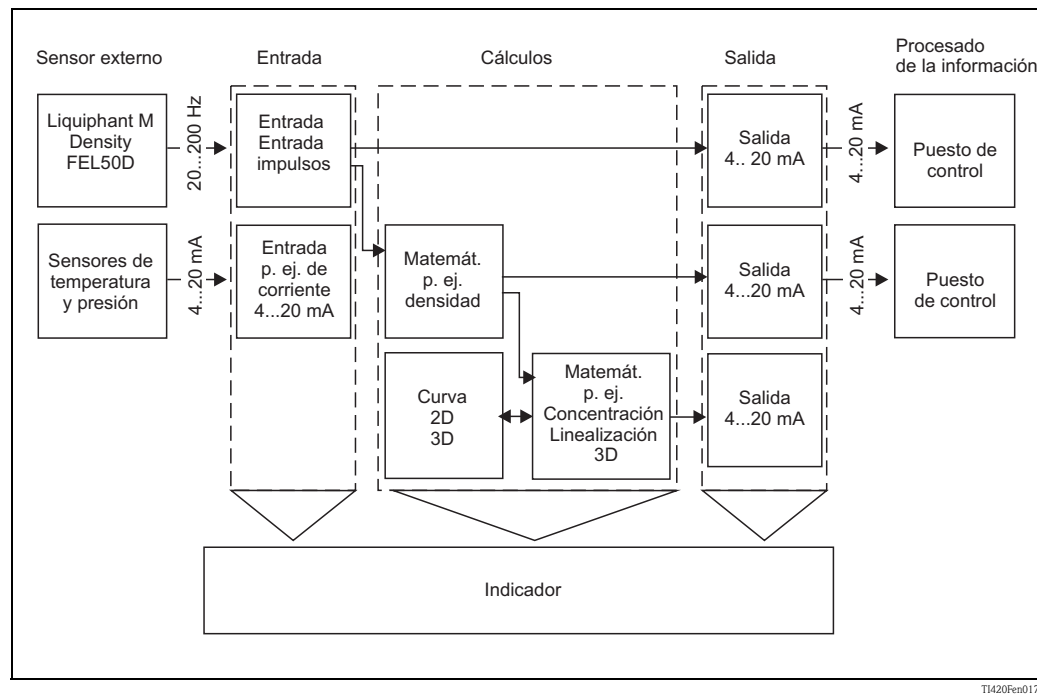 Sensor externo
Entrada
Cálculos
Salida
Procesado
de la información
Liquiphant M
Density
FEL50D
20...200 Hz
Entrada
Entrada
impulsos
Salida
4.. 20 mA
4...20 mA
Puesto de
control
Sensores de
temperatura
y presión
4...20 mA
Entrada
p. ej. de
corriente
4...20 mA
Matemát.
p. ej.
densidad
Salida
4...20 mA
4...20 mA
Puesto
de control
Curva
2D
3D
Matemát.
p. ej.
Concentración
Linealización
3D
Salida
4...20 mA
Indicador
TI420Fen017